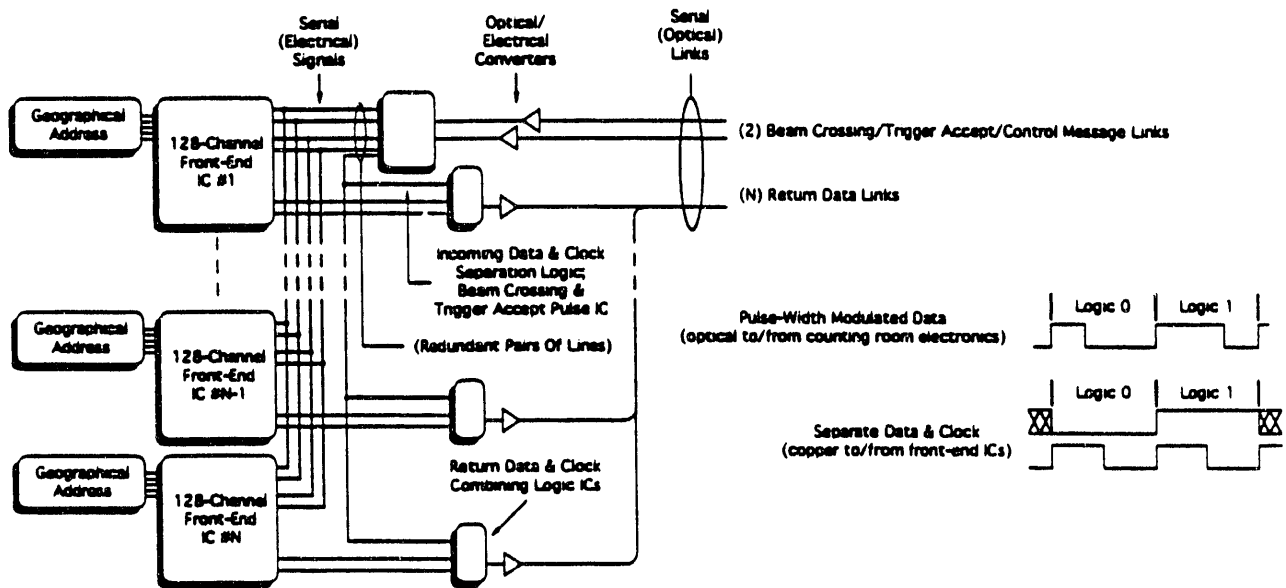 Serial
(Electrical)
Signals
Optical/
Electrical
Converters
Serial
(Optical)
Links
Geographical
Address
128-Channel
Front-End
IC #1
(2) Beam Crossing/Trigger Accept/Control Message Links
(N) Return Data Links
Incoming Data & Clock
Separation Logic;
Beam Crossing &
Trigger Accept Pulse IC
(Redundant Pairs Of Lines)
Geographical
Address
128-Channel
Front-End
IC #N-1
Pulse-Width Modulated Data
(optical to/from counting room electronics)
Logic 0
Logic 1
Separate Data & Clock
(copper to/from front-end ICs)
Logic 0
Logic 1
Geographical
Address
128-Channel
Front-End
IC #N
Return Data & Clock
Combining Logic ICs